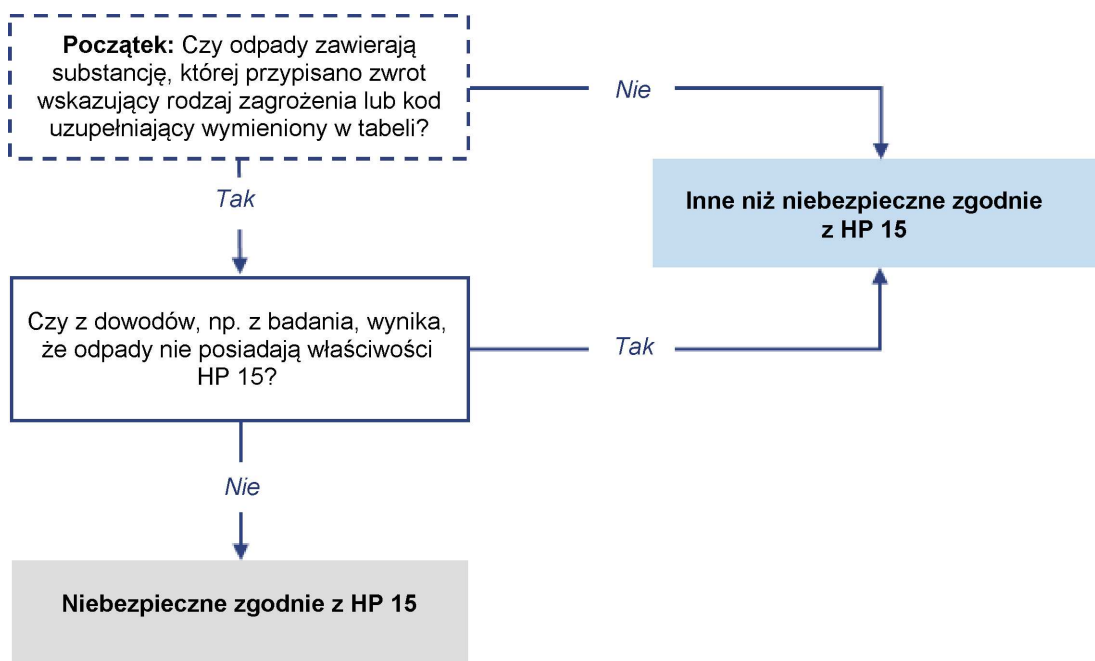 Początek: Czy odpady zawierają
substancję, której przypisano zwrot
wskazujący rodzaj zagrożenia lub kod
uzupełniający wymieniony w tabeli?
Nie
Tak
Inne niż niebezpieczne zgodnie
z HP 15
Czy z dowodów, np. z badania, wynika,
że odpady nie posiadają właściwości
HP 15?
Tak
Nie
Niebezpieczne zgodnie z HP 15